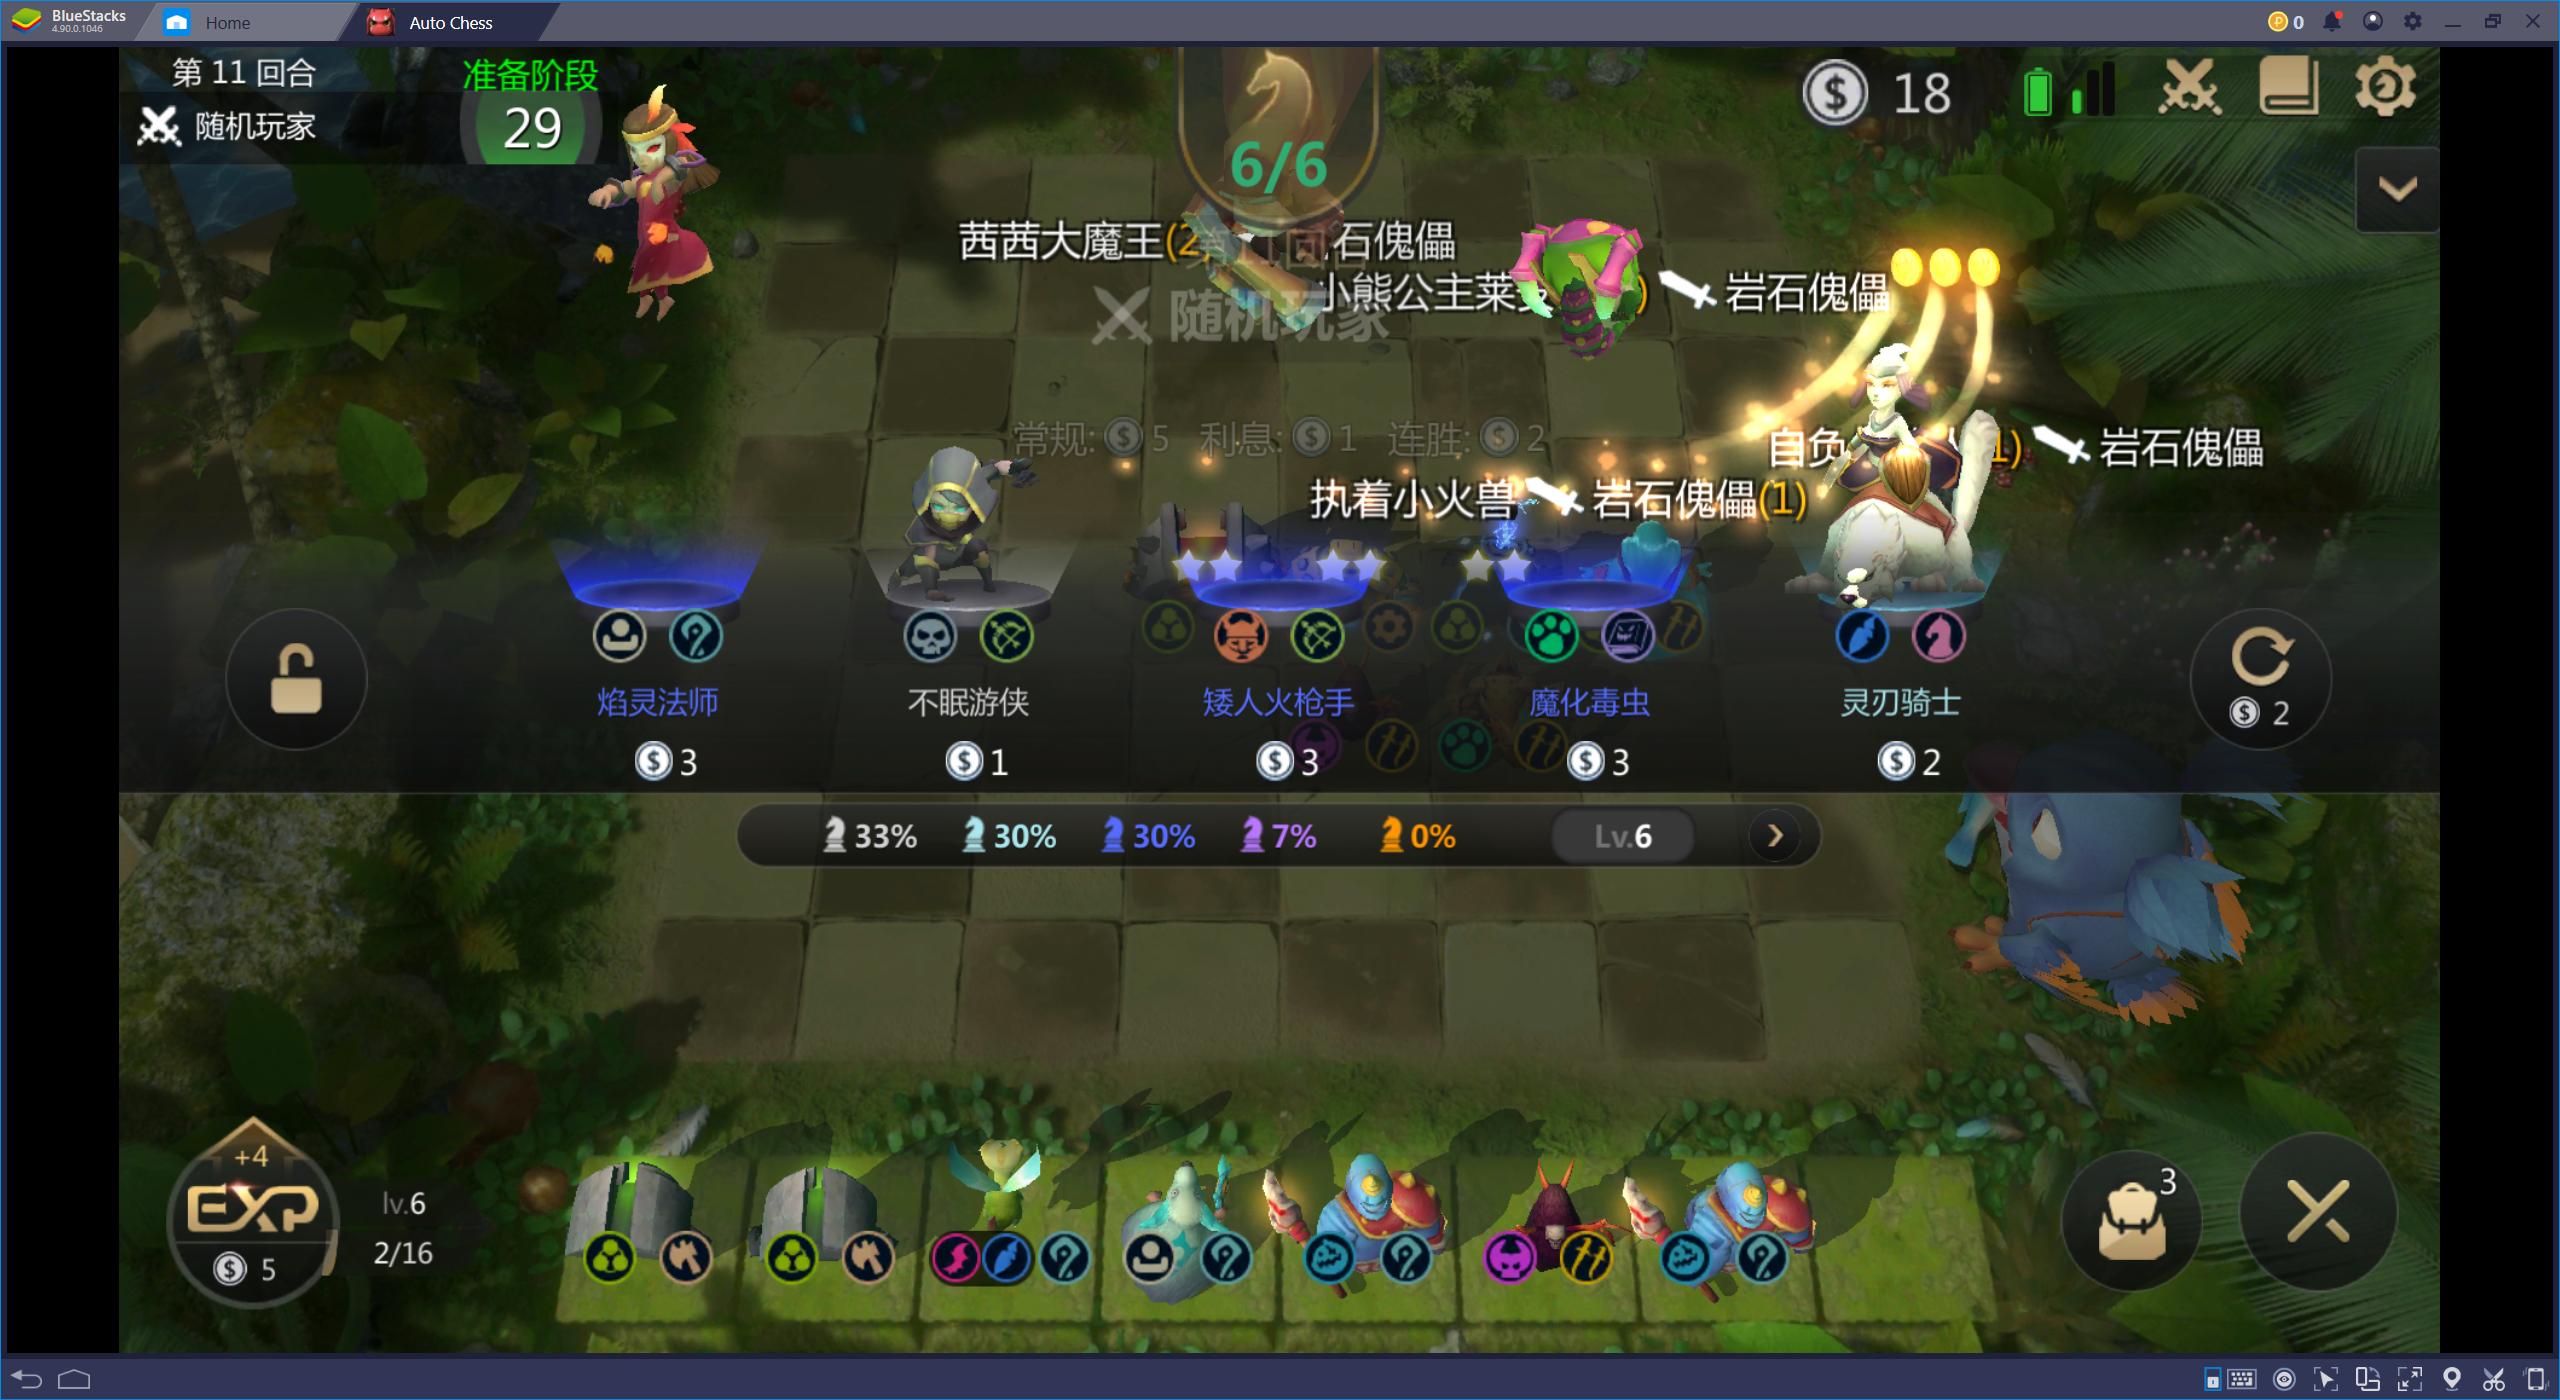 BlueStacks
4.90.0.1046
Home
Auto Chess
0
第 11 回合
随机玩家
准备阶段
29
6/6
18
茜茜大魔王(2
石傀儡
小熊公主莱
岩石傀儡
随机玩家
常规: $ 5 利息: $ 1 连胜: $ 2
自负
1)
岩石傀儡
执着小火兽
岩石傀儡(1)
焰灵法师
不眠游侠
矮人火枪手
魔化毒虫
灵刃骑士
$ 3
$ 1
$ 3
$ 3
$ 2
$ 2
33% 30% 30% 7% 0% Lv.6
+4
EXP
$ 5
lv.6
2/16
3